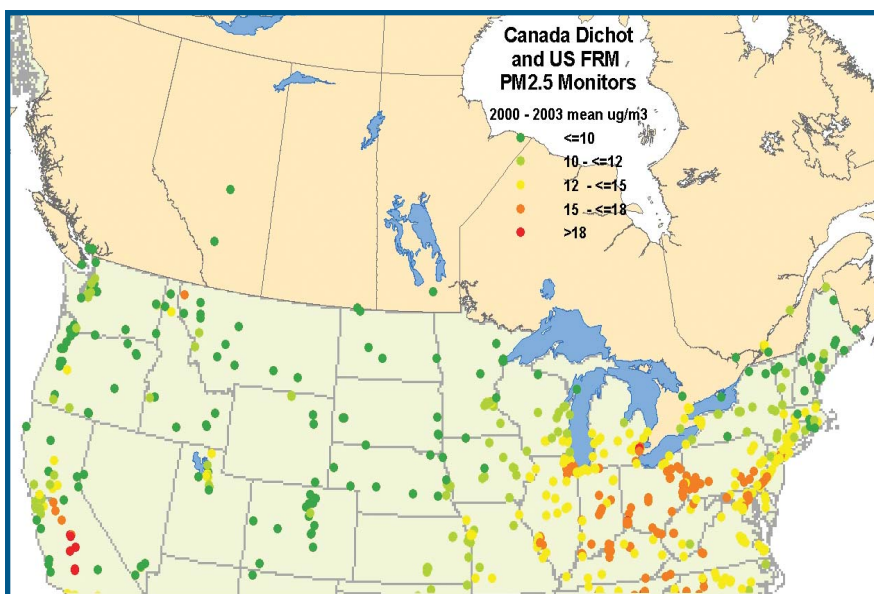 Canada Dichot
and US FRM
PM2.5 Monitors
2000 - 2003 mean ug/m3
<=10
10 - <=12
12 - <=15
15 - <=18
>18